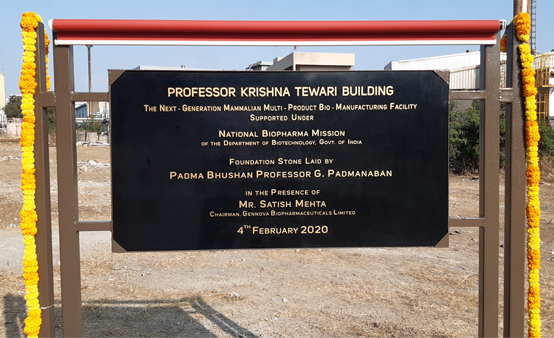 PROFESSOR KRISHNA TEWARI BUILDING
THE NEXT - GENERATION MAMMALIAN MULTI - PRODUCT BIO - MANUFACTURING FACILITY
SUPPORTED UNDER
NATIONAL BIOPHARMA MISSION
OF THE DEPARTMENT OF BIOTECHNOLOGY, GOVT. OF INDIA
FOUNDATION STONE LAID BY
PADMA BHUSHAN PROFESSOR G. PADMANABAN
IN THE PRESENCE OF
MR. SATISH MEHTA
CHAIRMAN, GENNOVA BIOPHARMACEUTICALS LIMITED
4TH FEBRUARY 2020